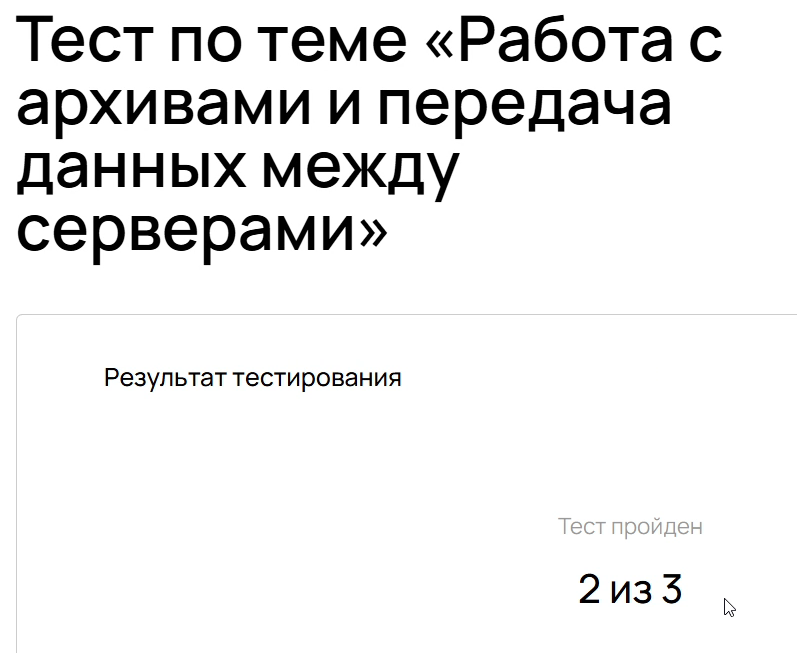 Тест по теме «Работа с
архивами и передача
данных между
серверами»
Результат тестирования
Тест пройден
2 из 3